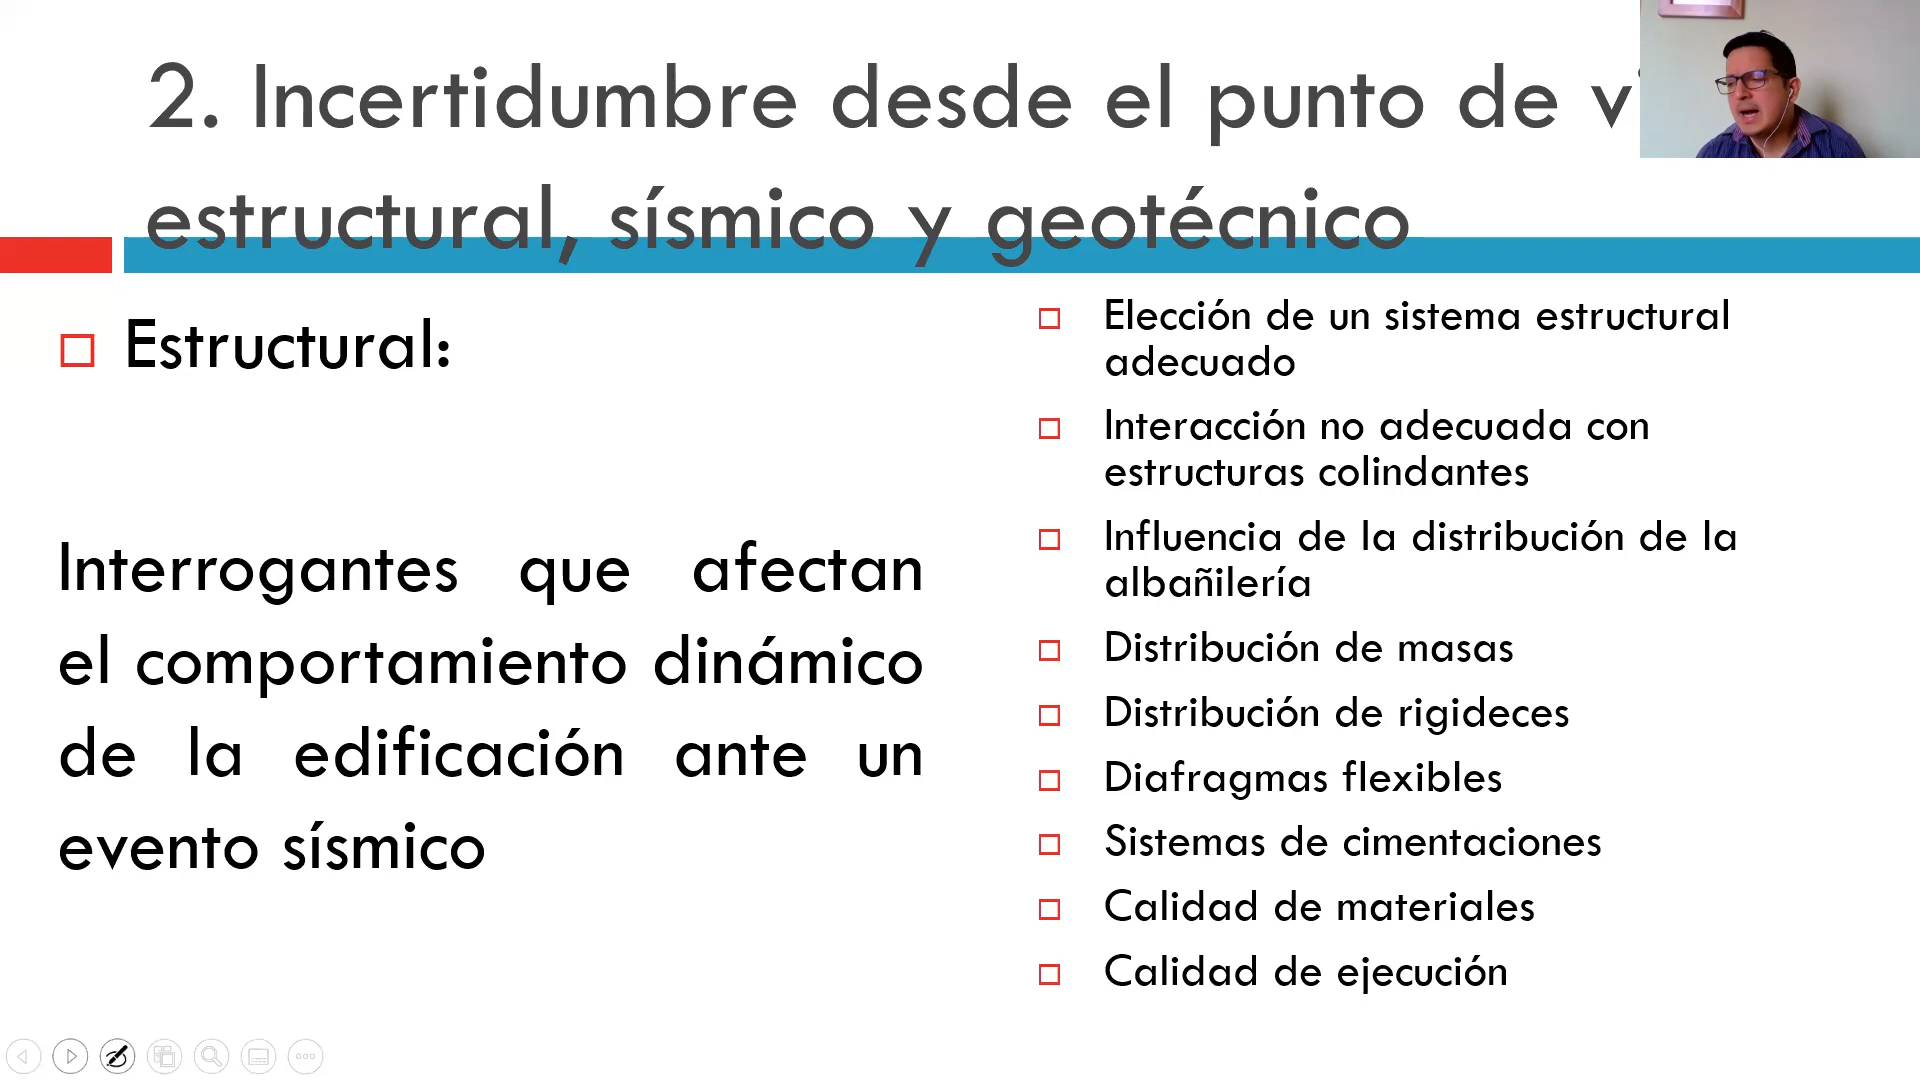 2. Incertidumbre desde el punto de
estructural, sísmico y geotécnico
Estructural:
Interrogantes que afectan
el comportamiento dinámico
de la edificación ante un
evento sísmico
Elección de un sistema estructural
adecuado
Interacción no adecuada con
estructuras colindantes
Influencia de la distribución de la
albañilería
Distribución de masas
Distribución de rigideces
Diafragmas flexibles
Sistemas de cimentaciones
Calidad de materiales
Calidad de ejecución